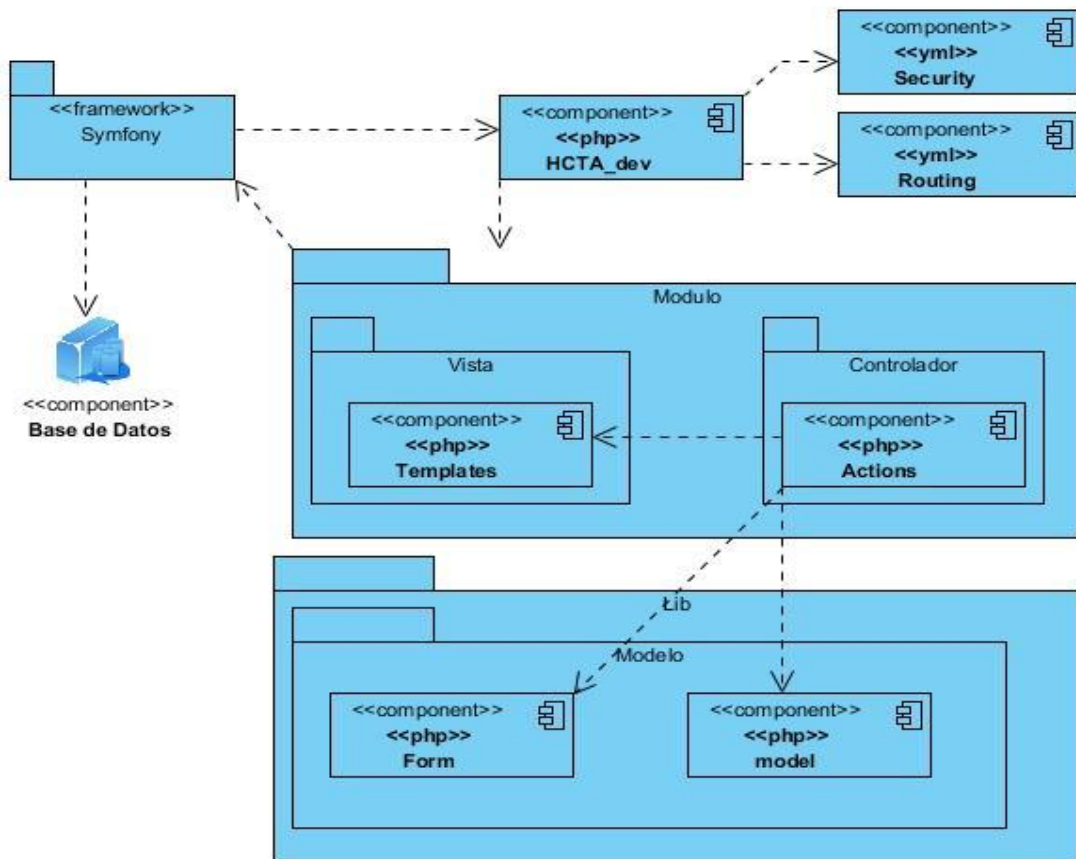 <<component>>
<<yml>>
Security
<<framework>>
Symfony
<<component>>
<<php>>
HCTA_dev
<<component>>
<<yml>>
Routing
Modulo
Vista
Controlador
<<component>>
Base de Datos
<<component>>
<<php>>
Templates
<<component>>
<<php>>
Actions
Lib
Modelo
<<component>>
<<php>>
Form
<<component>>
<<php>>
model